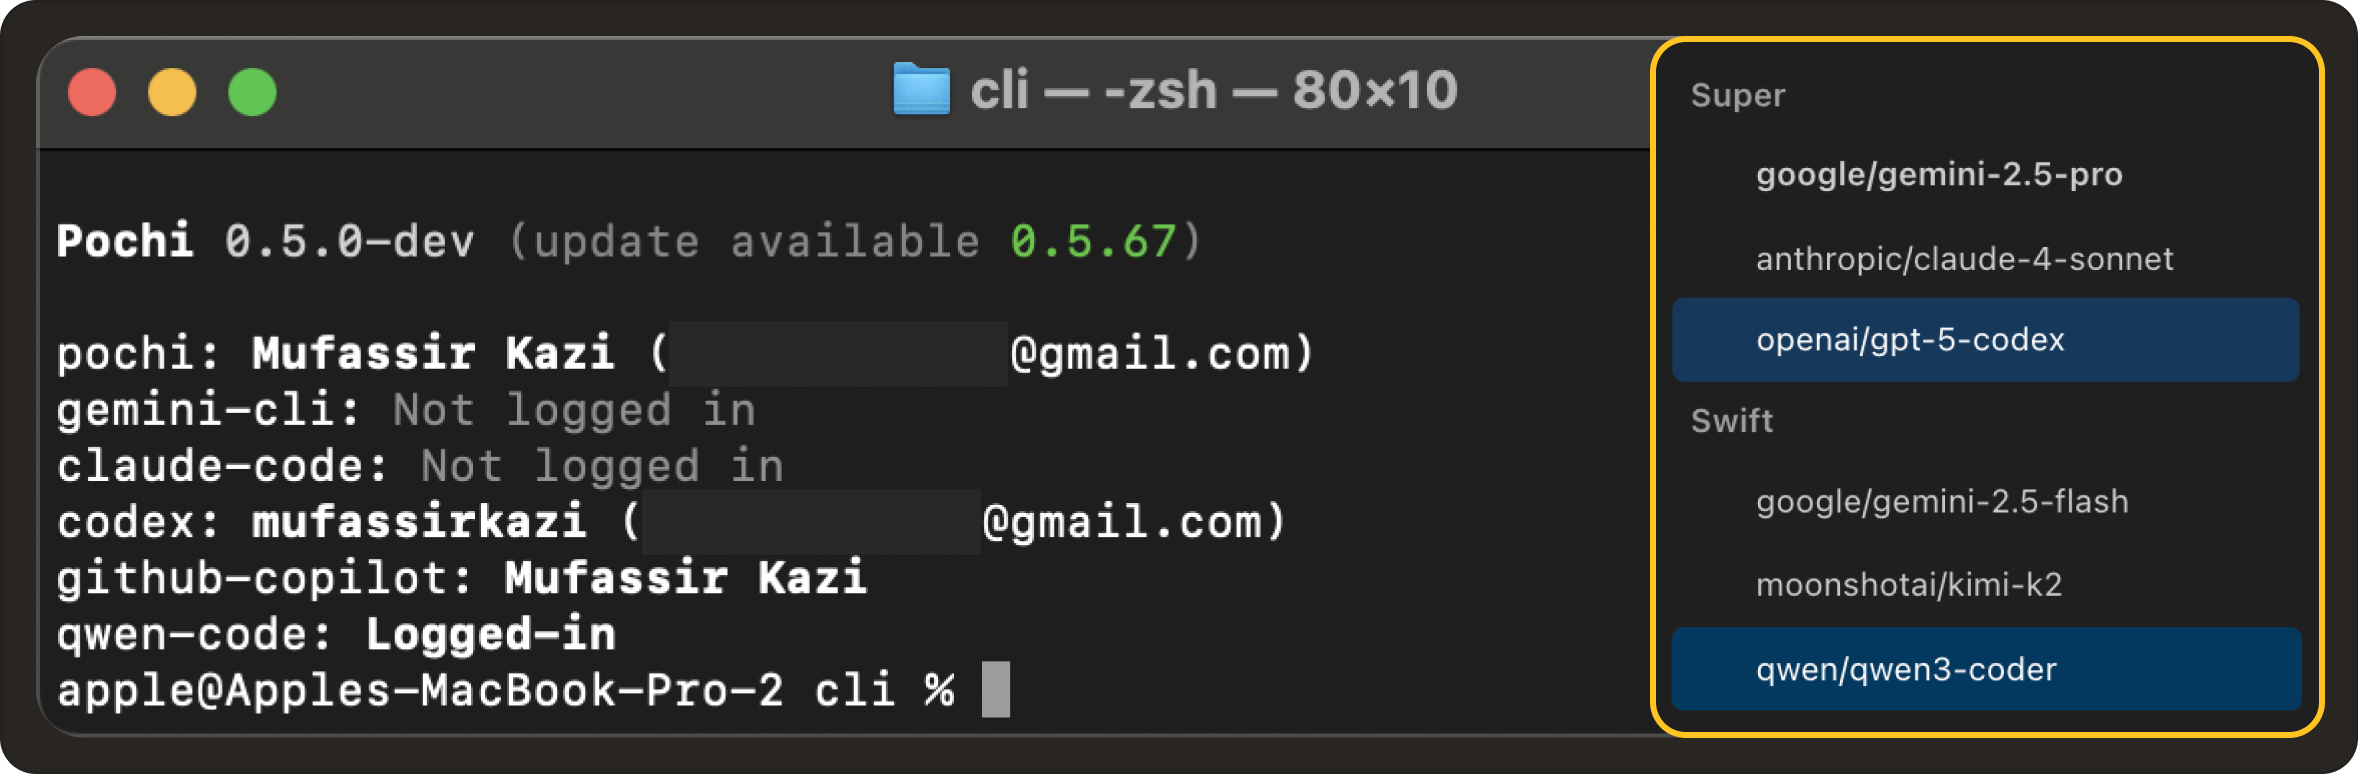 cli — -zsh — 80×10
Pochi 0.5.0-dev (update available 0.5.67)
pochi: Mufassir Kazi ( @gmail.com)
gemini-cli: Not logged in
claude-code: Not logged in
codex: mufassirkazi ( @gmail.com)
github-copilot: Mufassir Kazi
qwen-code: Logged-in
apple@Apples-MacBook-Pro-2 cli %
Super
google/gemini-2.5-pro
anthropic/claude-4-sonnet
openai/gpt-5-codex
Swift
google/gemini-2.5-flash
moonshotai/kimi-k2
qwen/qwen3-coder